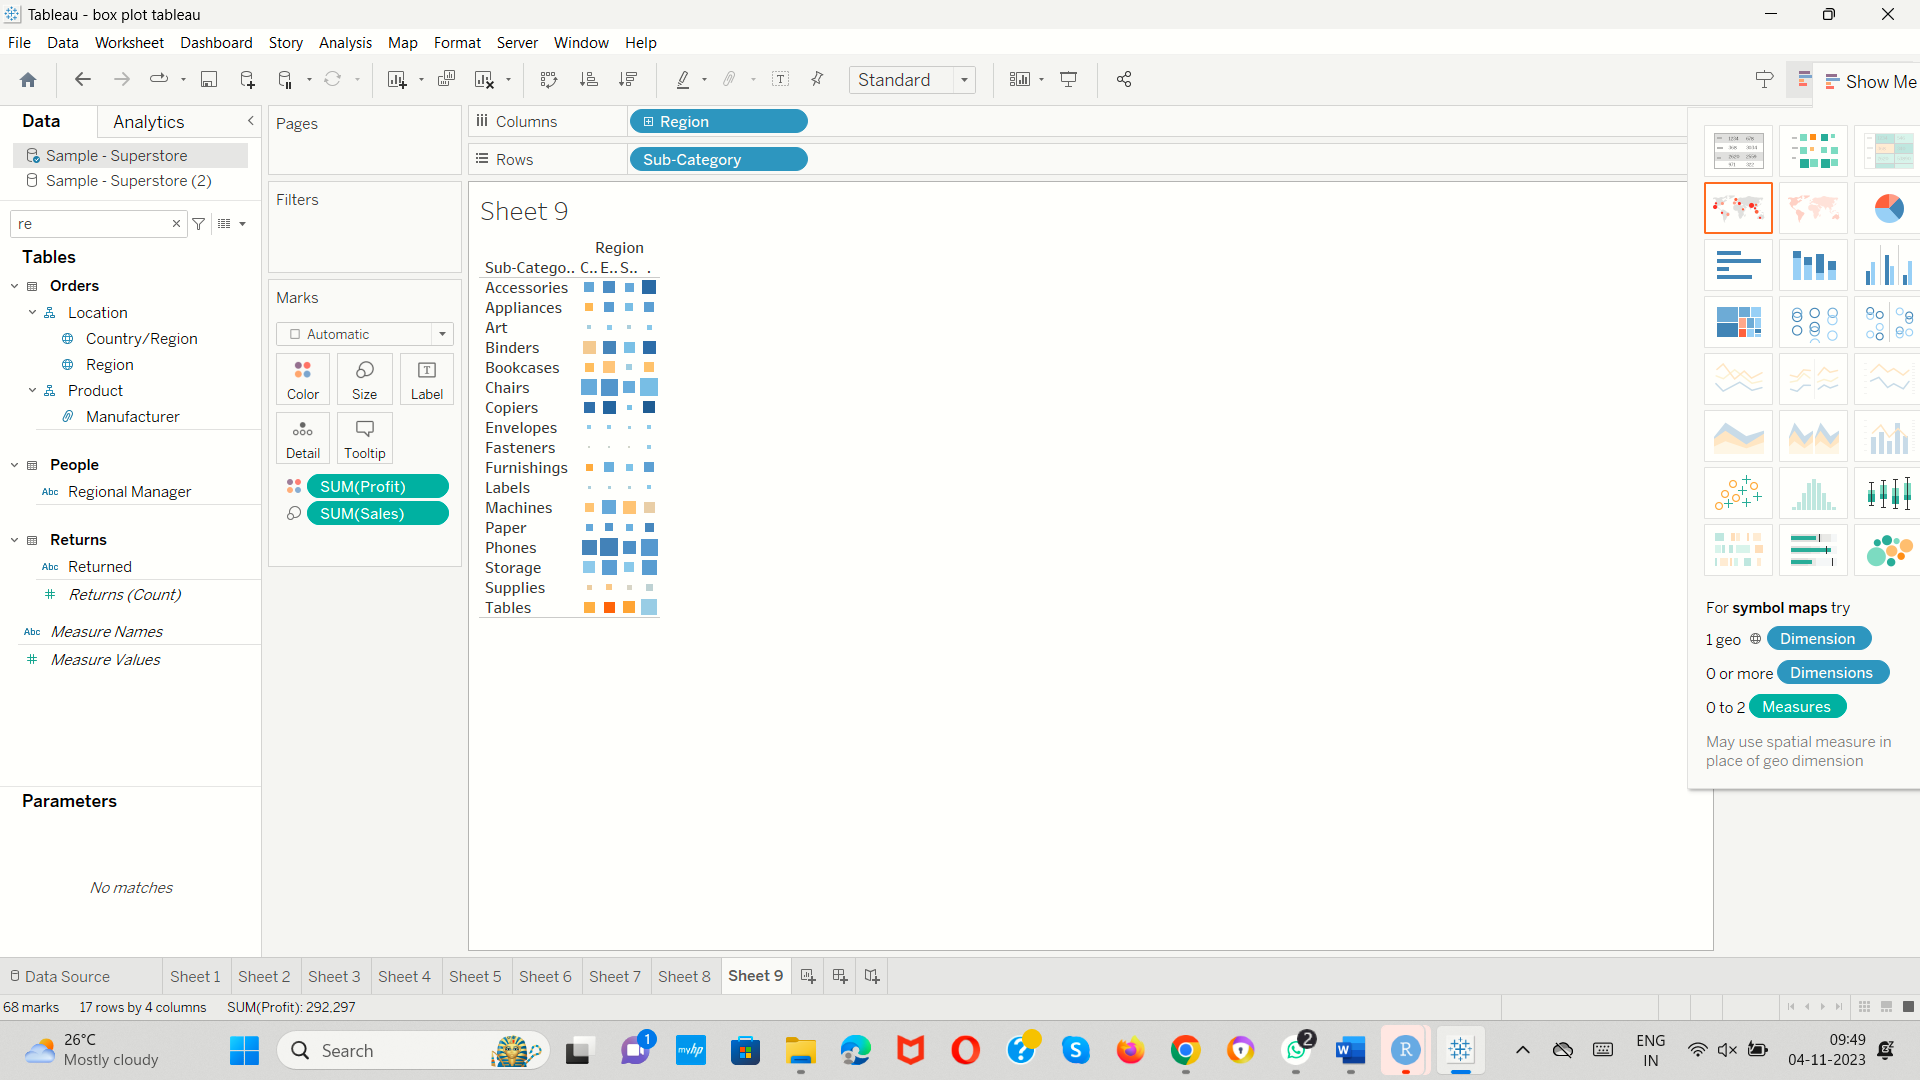 Tableau - box plot tableau
File Data Worksheet Dashboard Story Analysis Map Format Server Window Help
Standard
Show Me
Data
Analytics
Sample - Superstore
Sample - Superstore (2)
re
Tables
Orders
Location
Country/Region
Region
Product
Manufacturer
People
Abc Regional Manager
Returns
Abc Returned
# Returns (Count)
Abc Measure Names
# Measure Values
Parameters
No matches
Pages
Filters
Marks
Automatic
Color Size Label
Detail Tooltip
SUM(Profit)
SUM(Sales)
Columns Region
Rows Sub-Category
Sheet 9
Region
Sub-Catego.. C.. E.. S.. .
Accessories
Appliances
Art
Binders
Bookcases
Chairs
Copiers
Envelopes
Fasteners
Furnishings
Labels
Machines
Paper
Phones
Storage
Supplies
Tables
For symbol maps try
1 geo Dimension
0 or more Dimensions
0 to 2 Measures
May use spatial measure in
place of geo dimension
Data Source Sheet 1 Sheet 2 Sheet 3 Sheet 4 Sheet 5 Sheet 6 Sheet 7 Sheet 8 Sheet 9
68 marks 17 rows by 4 columns SUM(Profit): 292,297
26°C
Mostly cloudy
Search
1
myhp
2
ENG
IN
09:49
04-11-2023